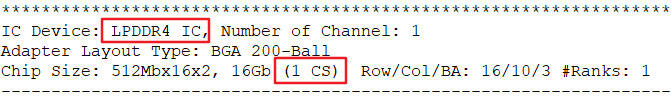 ************************************************************************
IC Device: LPDDR4 IC, Number of Channel: 1
Adapter Layout Type: BGA 200-Ball
Chip Size: 512Mbx16x2, 16Gb (1 CS) Row/Col/BA: 16/10/3 #Ranks: 1
------------------------------------------------------------------------